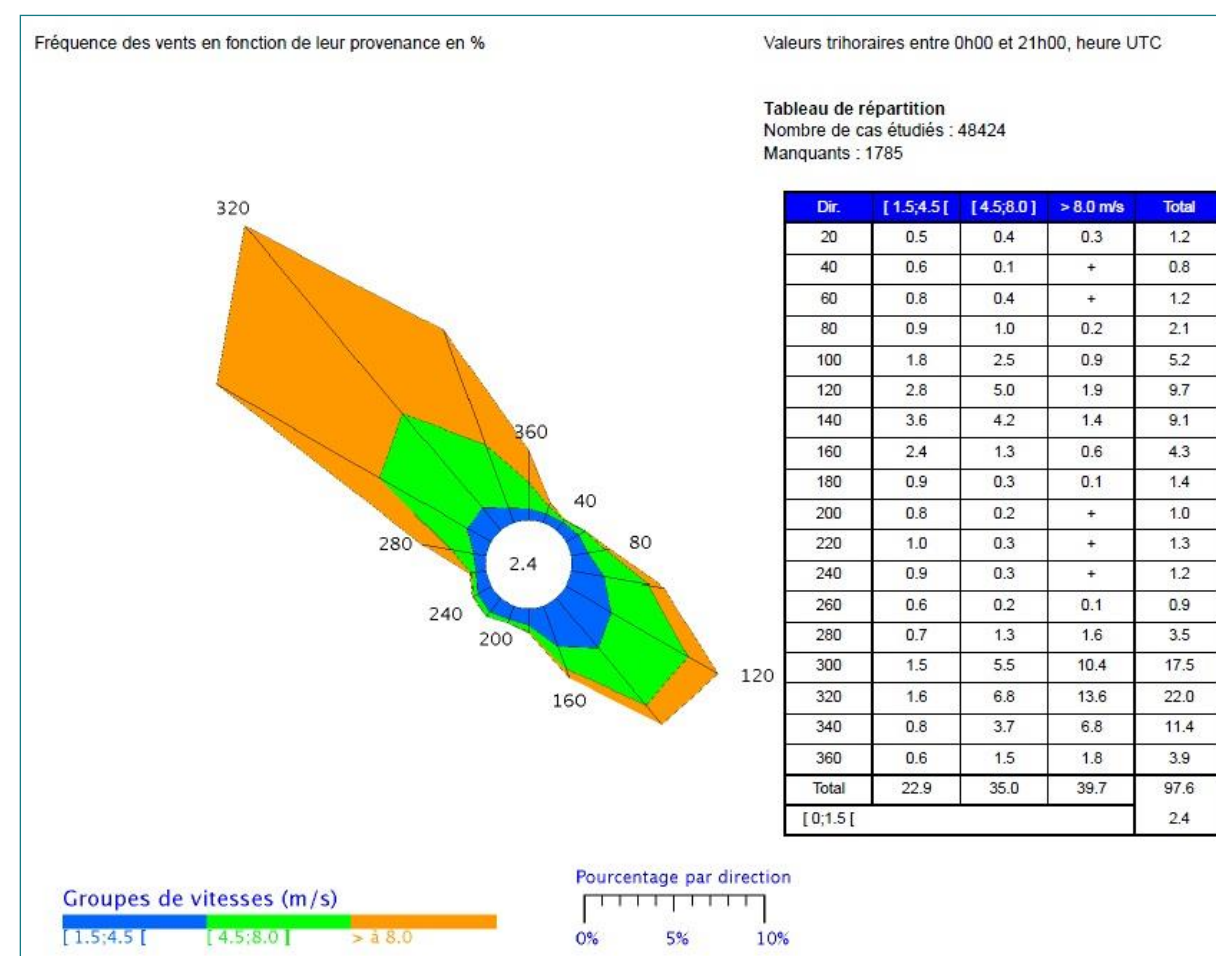 Fréquence des vents en fonction de leur provenance en %
Valeurs trihoraires entre 0h00 et 21h00, heure UTC
Tableau de répartition
Nombre de cas étudiés : 48424
Manquants : 1785
320
360
40
80
280
2.4
240
200
160
120
Dir. [ 1.5;4.5 [ [ 4.5;8.0 ] > 8.0 m/s Total
20 0.5 0.4 0.3 1.2
40 0.6 0.1 + 0.8
60 0.8 0.4 + 1.2
80 0.9 1.0 0.2 2.1
100 1.8 2.5 0.9 5.2
120 2.8 5.0 1.9 9.7
140 3.6 4.2 1.4 9.1
160 2.4 1.3 0.6 4.3
180 0.9 0.3 0.1 1.4
200 0.8 0.2 + 1.0
220 1.0 0.3 + 1.3
240 0.9 0.3 + 1.2
260 0.6 0.2 0.1 0.9
280 0.7 1.3 1.6 3.5
300 1.5 5.5 10.4 17.5
320 1.6 6.8 13.6 22.0
340 0.8 3.7 6.8 11.4
360 0.6 1.5 1.8 3.9
Total 22.9 35.0 39.7 97.6
[ 0;1.5 [ 2.4
Groupes de vitesses (m/s)
[ 1.5;4.5 [ [ 4.5;8.0 ] > à 8.0
Pourcentage par direction
0% 5% 10%